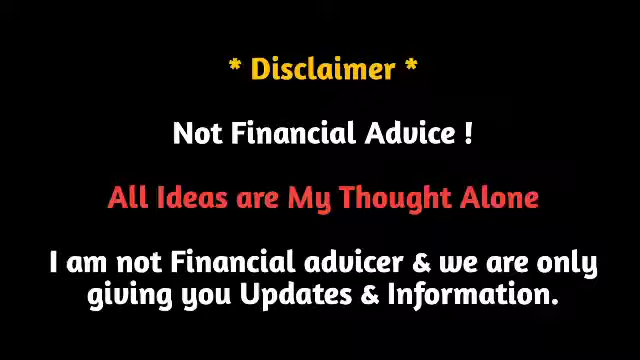 * Disclaimer *
Not Financial Advice !
All Ideas are My Thought Alone
I am not Financial advicer & we are only
giving you Updates & Information.